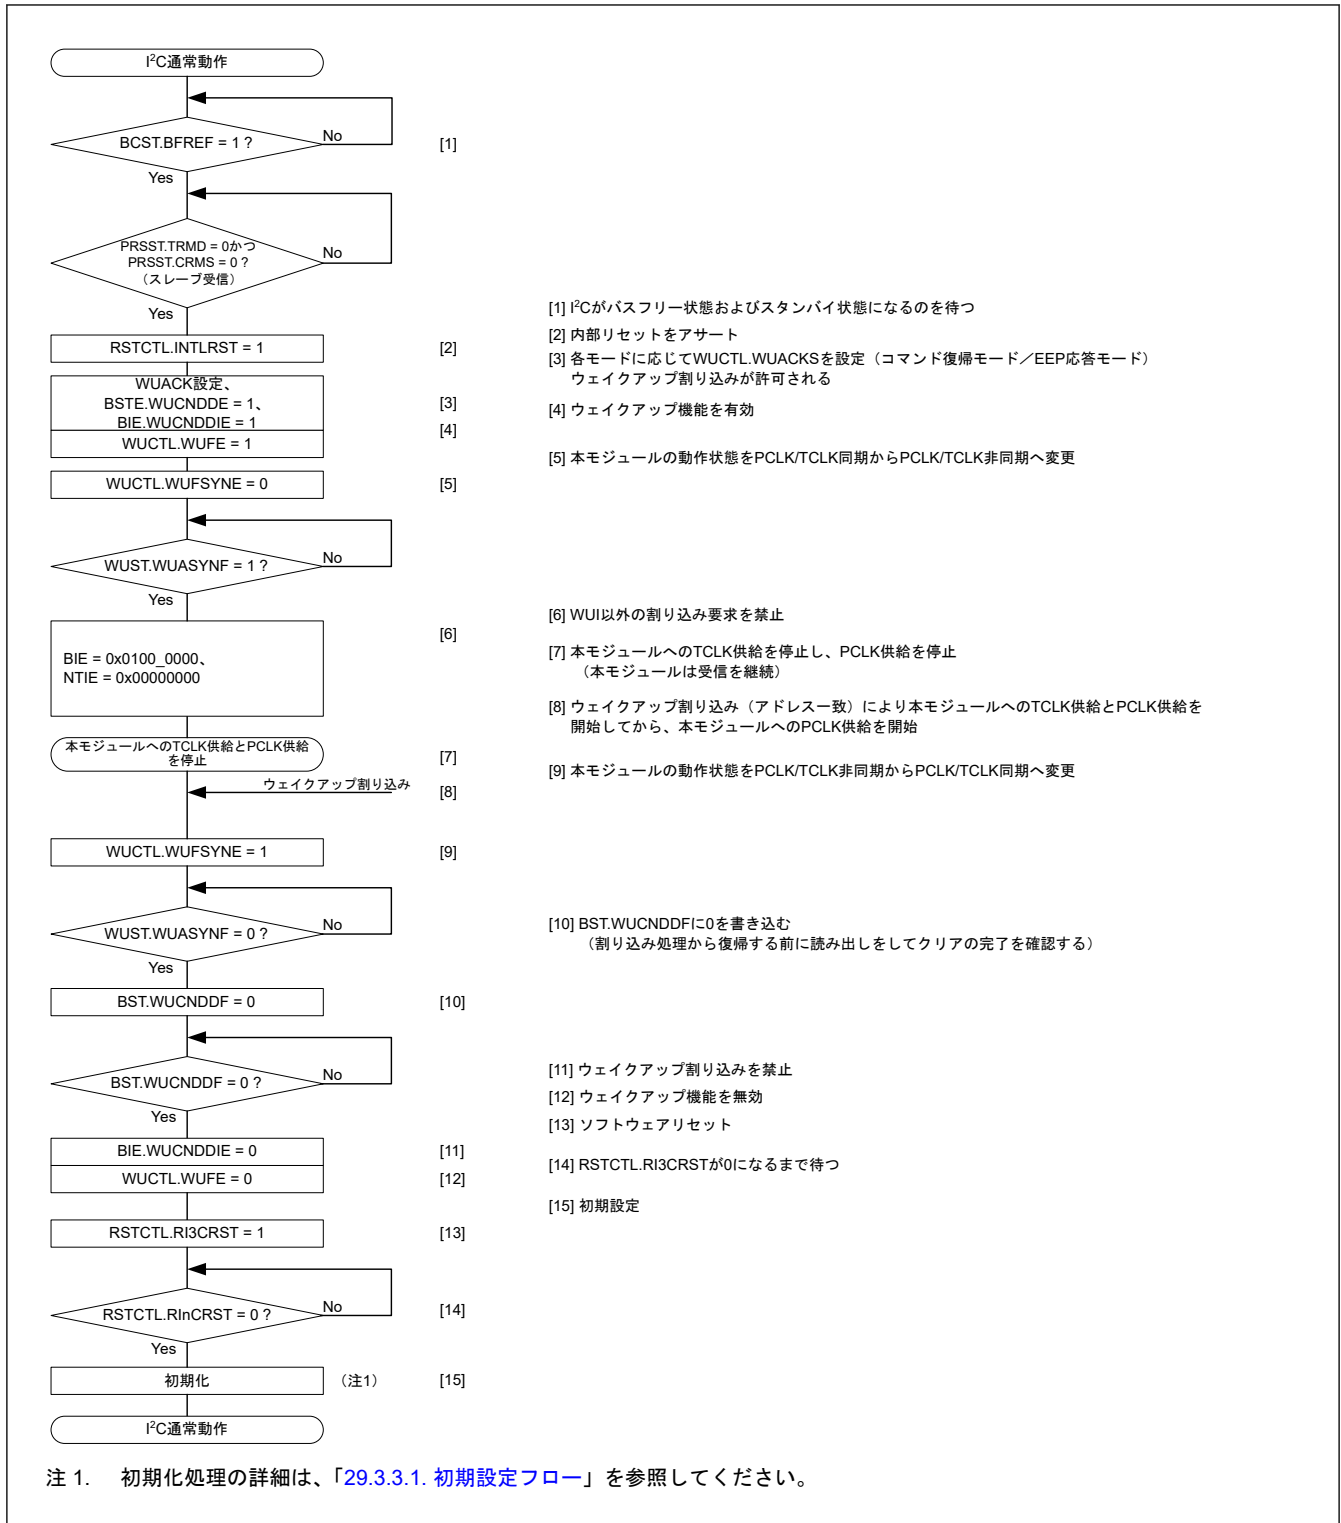 I²C通常動作
BCST.BFREF = 1 ?
No
[1]
Yes
PRSST.TRMD = 0かつ
PRSST.CRMS = 0 ?
（スレーブ受信）
No
Yes
RSTCTL.INTLRST = 1
[2]
WUACK設定、
BSTE.WUCNDDE = 1、
BIE.WUCNDDIE = 1
[3]
WUCTL.WUFE = 1
[4]
WUCTL.WUFSYNE = 0
[5]
WUST.WUASYNF = 1 ?
No
Yes
BIE = 0x0100_0000、
NTIE = 0x00000000
[6]
本モジュールへのTCLK供給とPCLK供給
を停止
[7]
ウェイクアップ割り込み
[8]
WUCTL.WUFSYNE = 1
[9]
WUST.WUASYNF = 0 ?
No
Yes
BST.WUCNDDF = 0
[10]
BST.WUCNDDF = 0 ?
No
Yes
BIE.WUCNDDIE = 0
[11]
WUCTL.WUFE = 0
[12]
RSTCTL.RI3CRST = 1
[13]
RSTCTL.RInCRST = 0 ?
No
[14]
Yes
初期化
（注1）
[15]
I²C通常動作
[1] I²Cがバスフリー状態およびスタンバイ状態になるのを待つ
[2] 内部リセットをアサート
[3] 各モードに応じてWUCTL.WUACKSを設定（コマンド復帰モード／EEP応答モード）
ウェイクアップ割り込みが許可される
[4] ウェイクアップ機能を有効
[5] 本モジュールの動作状態をPCLK/TCLK同期からPCLK/TCLK非同期へ変更
[6] WUI以外の割り込み要求を禁止
[7] 本モジュールへのTCLK供給を停止し、PCLK供給を停止
（本モジュールは受信を継続）
[8] ウェイクアップ割り込み（アドレス一致）により本モジュールへのTCLK供給とPCLK供給を
開始してから、本モジュールへのPCLK供給を開始
[9] 本モジュールの動作状態をPCLK/TCLK非同期からPCLK/TCLK同期へ変更
[10] BST.WUCNDDFに0を書き込む
（割り込み処理から復帰する前に読み出しをしてクリアの完了を確認する）
[11] ウェイクアップ割り込みを禁止
[12] ウェイクアップ機能を無効
[13] ソフトウェアリセット
[14] RSTCTL.RI3CRSTが0になるまで待つ
[15] 初期設定
注 1. 初期化処理の詳細は、「29.3.3.1. 初期設定フロー」を参照してください。